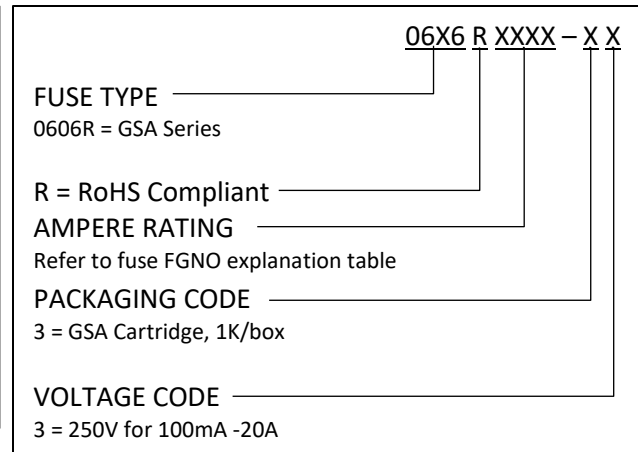 06X6 R XXXX – X X
FUSE TYPE
0606R = GSA Series
R = RoHS Compliant
AMPERE RATING
Refer to fuse FGNO explanation table
PACKAGING CODE
3 = GSA Cartridge, 1K/box
VOLTAGE CODE
3 = 250V for 100mA -20A